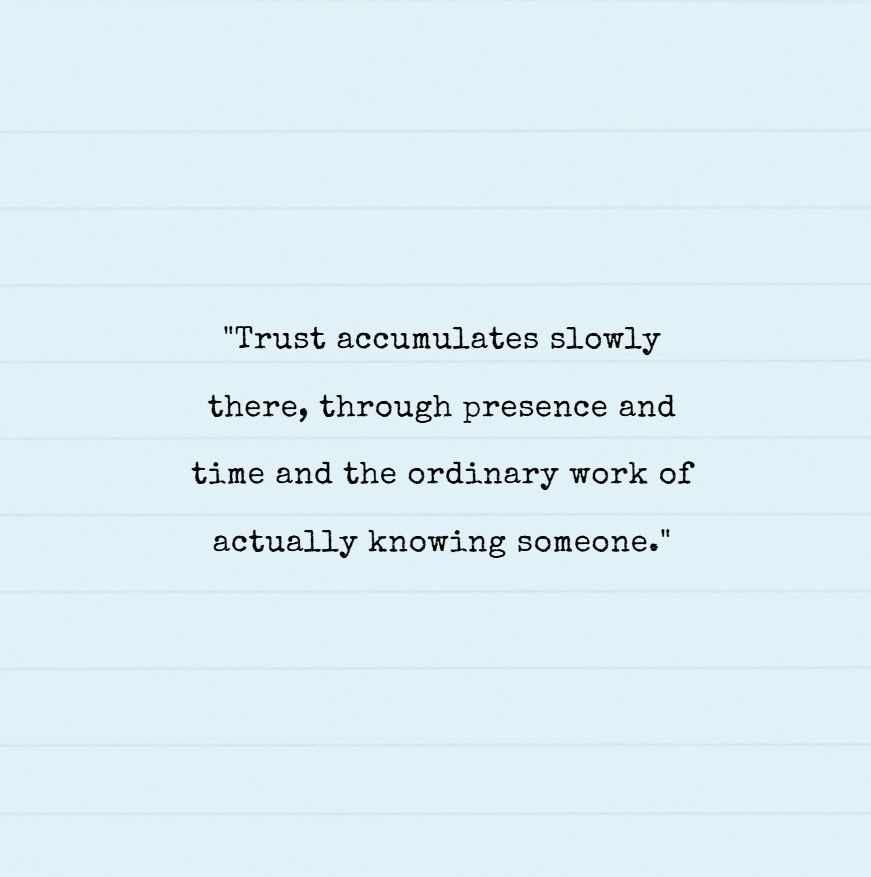 "Trust accumulates slowly
there, through presence and
time and the ordinary work of
actually knowing someone."